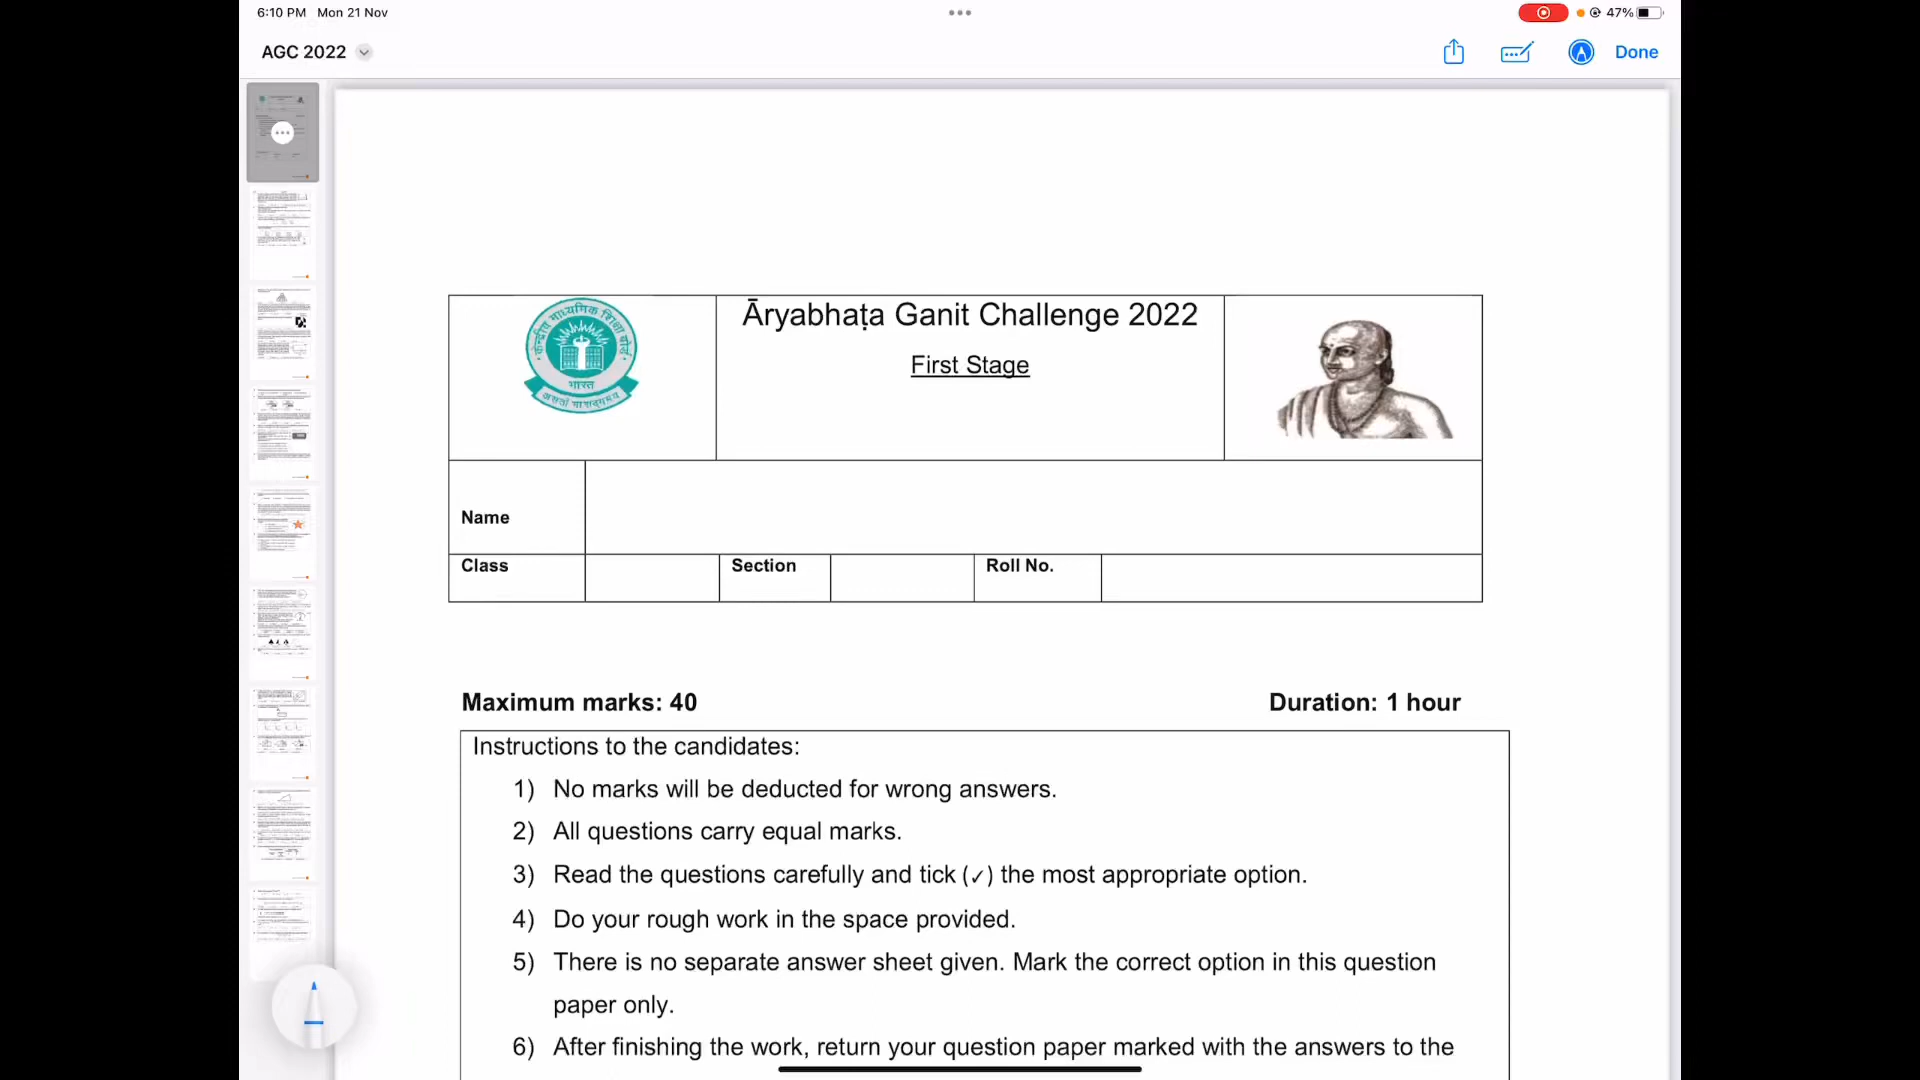 6:10 PM Mon 21 Nov
47%
AGC 2022
Done
Āryabhaṭa Ganit Challenge 2022
First Stage
केन्द्रीय माध्यमिक शिक्षा बोर्ड
भारत
असतो मा सद्गमय
Name
Class Section Roll No.
Maximum marks: 40 Duration: 1 hour
Instructions to the candidates:
1) No marks will be deducted for wrong answers.
2) All questions carry equal marks.
3) Read the questions carefully and tick (✓) the most appropriate option.
4) Do your rough work in the space provided.
5) There is no separate answer sheet given. Mark the correct option in this question
paper only.
6) After finishing the work, return your question paper marked with the answers to the